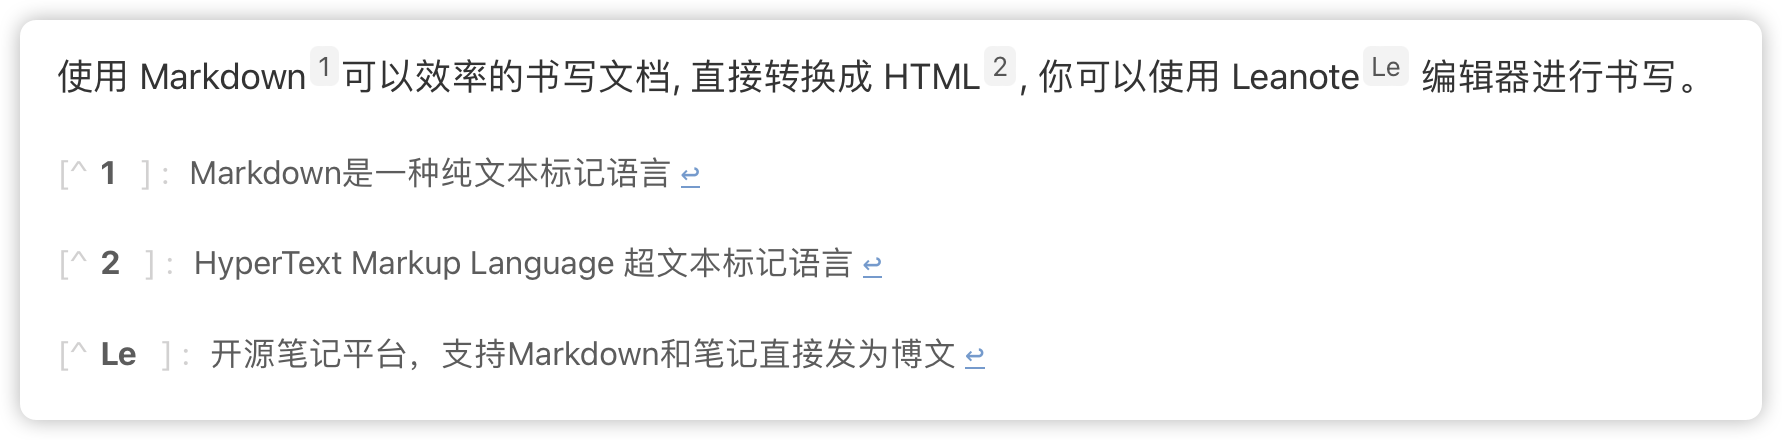 使用 Markdown 1 可以效率的书写文档, 直接转换成 HTML 2 , 你可以使用 Leanote Le 编辑器进行书写。
[^ 1 ] : Markdown是一种纯文本标记语言 ↩
[^ 2 ] : HyperText Markup Language 超文本标记语言 ↩
[^ Le ] : 开源笔记平台，支持Markdown和笔记直接发为博文 ↩